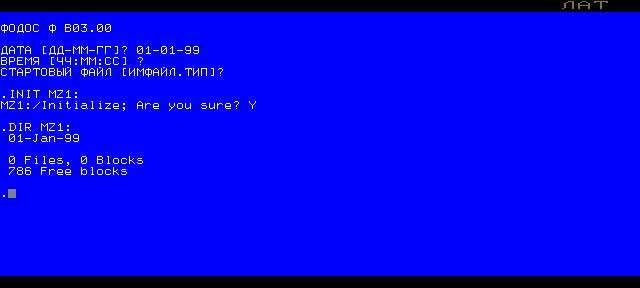 ЛАТ
ФОДОС Ф В03.00
ДАТА [ДД-ММ-ГГ]? 01-01-99
ВРЕМЯ [ЧЧ:ММ:СС] ?
СТАРТОВЫЙ ФАЙЛ [ИМФАЙЛ.ТИП]?
.INIT MZ1:
MZ1:/Initialize; Are you sure? Y
.DIR MZ1:
01-Jan-99
0 Files, 0 Blocks
786 Free blocks
.